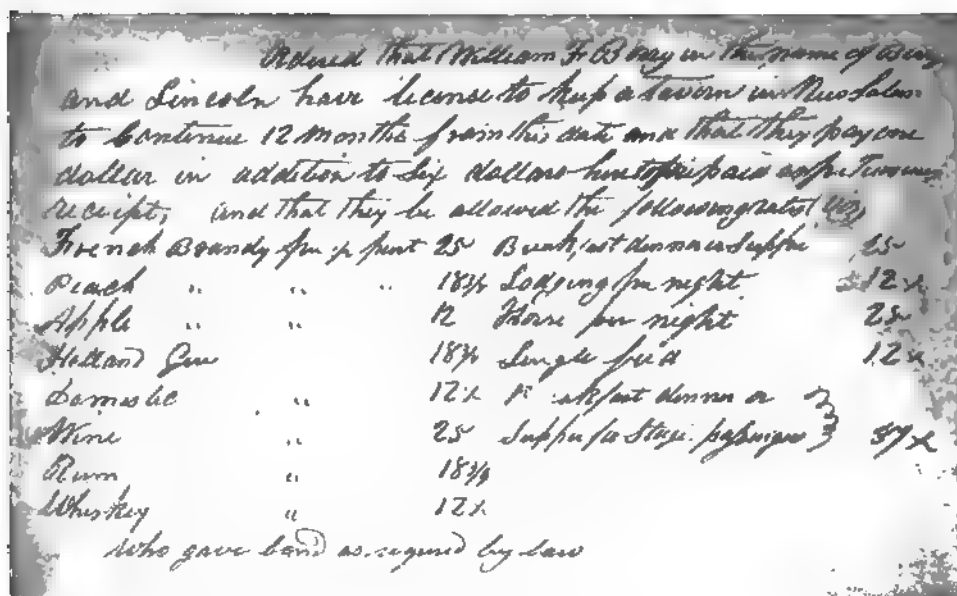 Ordered that William F. Berry in the name of Berry
and Lincoln have license to keep a tavern in New Salem
to Continue 12 months from this date and that they pay one
dollar in addition to Six dollars heretofore paid as per Treasurers
receipt, and that they be allowed the following rates (viz)
French Brandy per ½ pint 25 Breakfast dinner or Supper 25
Peach " " " 18¾ Lodging per night 12½
Apple " " 12 Horse per night 25
Holland Gin 18¾ Single feed 12½
Domestic " 12½ Breakfast dinner or
Wine " 25 Supper for Stage passengers 37½
Rum " 18¾
Whiskey " 12½
Who gave bond as required by law